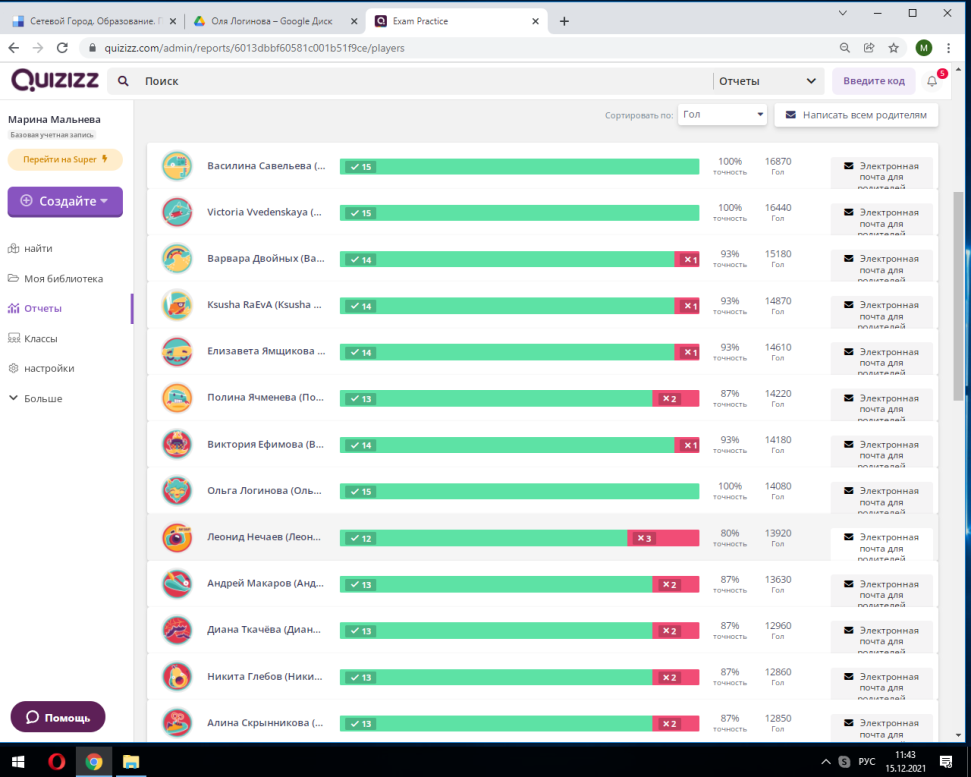 Сетевой Город. Образование. П
Оля Логинова – Google Диск
Exam Practice
quizizz.com/admin/reports/6013dbbf60581c001b51f9ce/players
M
QUIZIZZ
Поиск
Отчеты
Введите код
5
Марина Мальнева
Базовая учетная запись
Перейти на Super
Создайте
найти
Моя библиотека
Отчеты
Классы
настройки
Больше
Помощь
Сортировать по:
Гол
Написать всем родителям
Василина Савельева (... 15 100% точность 16870 Гол Электронная почта для родителей
Victoria Vvedenskaya (... 15 100% точность 16440 Гол Электронная почта для родителей
Варвара Двойных (Ва... 14 1 93% точность 15180 Гол Электронная почта для родителей
Ksusha RaEvA (Ksusha ... 14 1 93% точность 14870 Гол Электронная почта для родителей
Елизавета Ямщикова ... 14 1 93% точность 14610 Гол Электронная почта для родителей
Полина Ячменева (По... 13 2 87% точность 14220 Гол Электронная почта для родителей
Виктория Ефимова (В... 14 1 93% точность 14180 Гол Электронная почта для родителей
Ольга Логинова (Оль... 15 100% точность 14080 Гол Электронная почта для родителей
Леонид Нечаев (Леон... 12 3 80% точность 13920 Гол Электронная почта для родителей
Андрей Макаров (Анд... 13 2 87% точность 13630 Гол Электронная почта для родителей
Диана Ткачёва (Диан... 13 2 87% точность 12960 Гол Электронная почта для родителей
Никита Глебов (Ники... 13 2 87% точность 12860 Гол Электронная почта для родителей
Алина Скрынникова (... 13 2 87% точность 12850 Гол Электронная почта для
РУС
11:43
15.12.2021